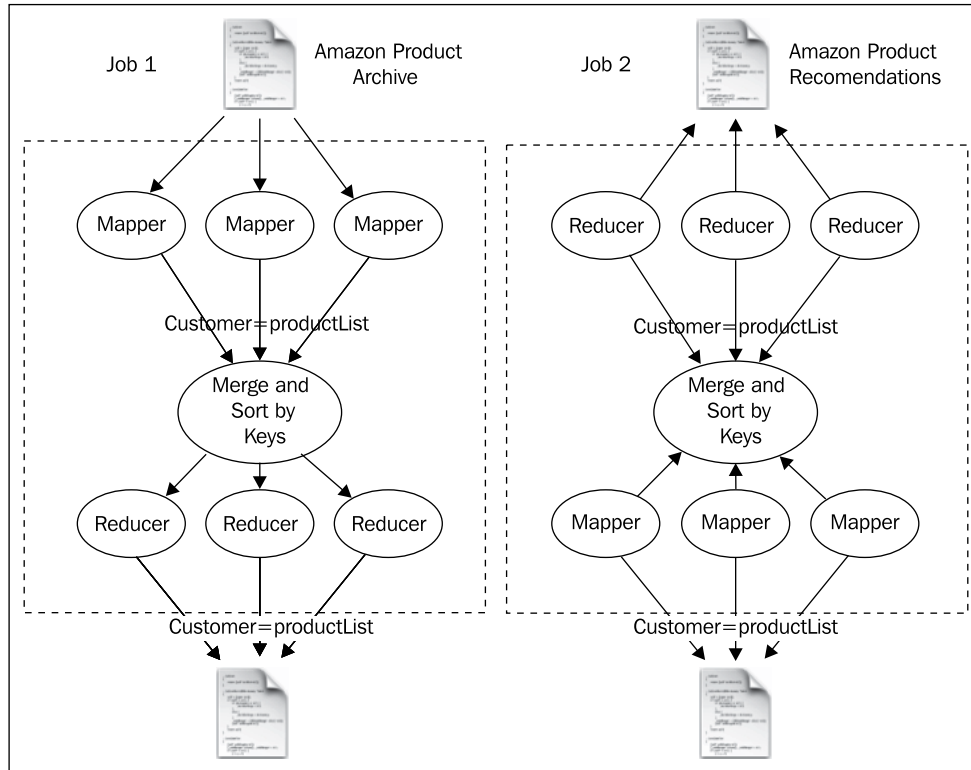 Job 1
Amazon Product
Archive
Mapper
Mapper
Mapper
Customer=productList
Merge and
Sort by
Keys
Reducer
Reducer
Reducer
Customer=productList
Job 2
Amazon Product
Recomendations
Reducer
Reducer
Reducer
Customer=productList
Merge and
Sort by
Keys
Mapper
Mapper
Mapper
Customer=productList